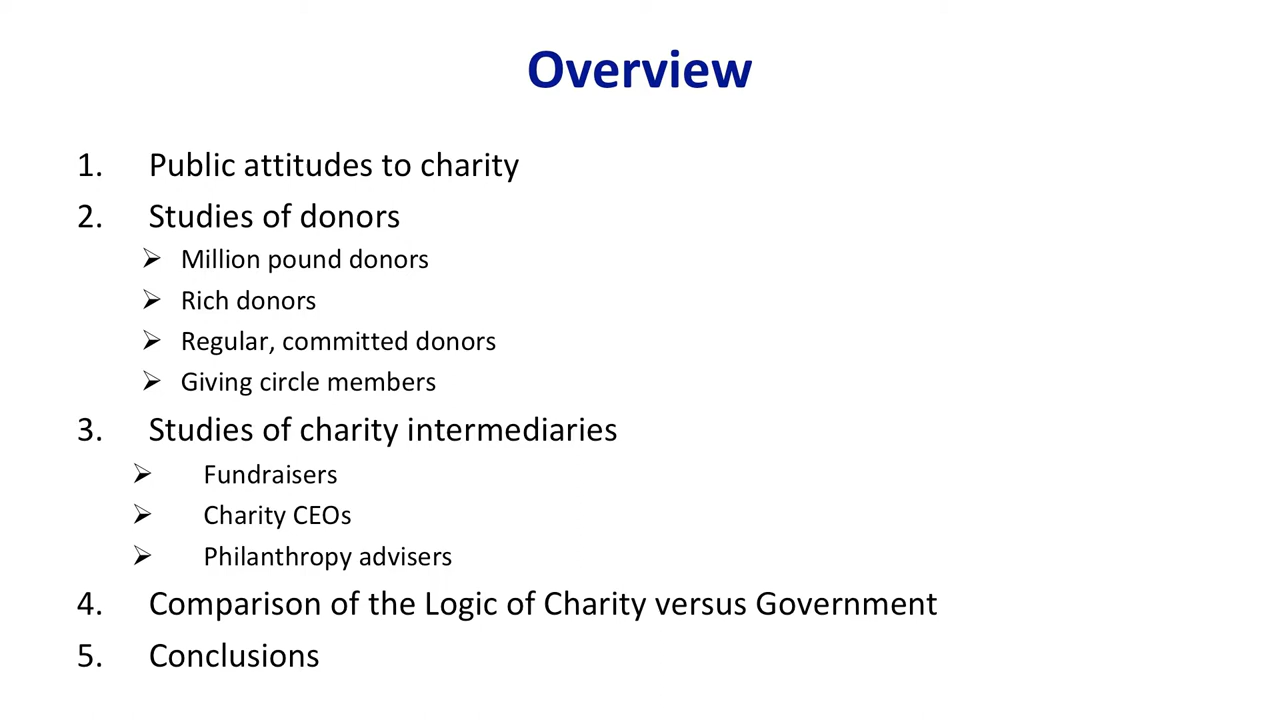 Overview
1. Public attitudes to charity
2. Studies of donors
➢ Million pound donors
➢ Rich donors
➢ Regular, committed donors
➢ Giving circle members
3. Studies of charity intermediaries
➢ Fundraisers
➢ Charity CEOs
➢ Philanthropy advisers
4. Comparison of the Logic of Charity versus Government
5. Conclusions